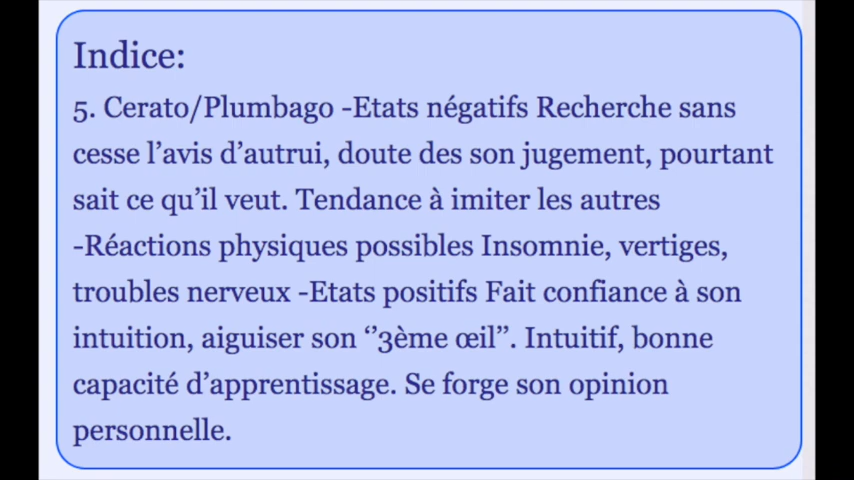 Indice:
5. Cerato/Plumbago -Etats négatifs Recherche sans
cesse l’avis d’autrui, doute des son jugement, pourtant
sait ce qu’il veut. Tendance à imiter les autres
-Réactions physiques possibles Insomnie, vertiges,
troubles nerveux -Etats positifs Fait confiance à son
intuition, aiguiser son ‘’3ème œil’’. Intuitif, bonne
capacité d’apprentissage. Se forge son opinion
personnelle.